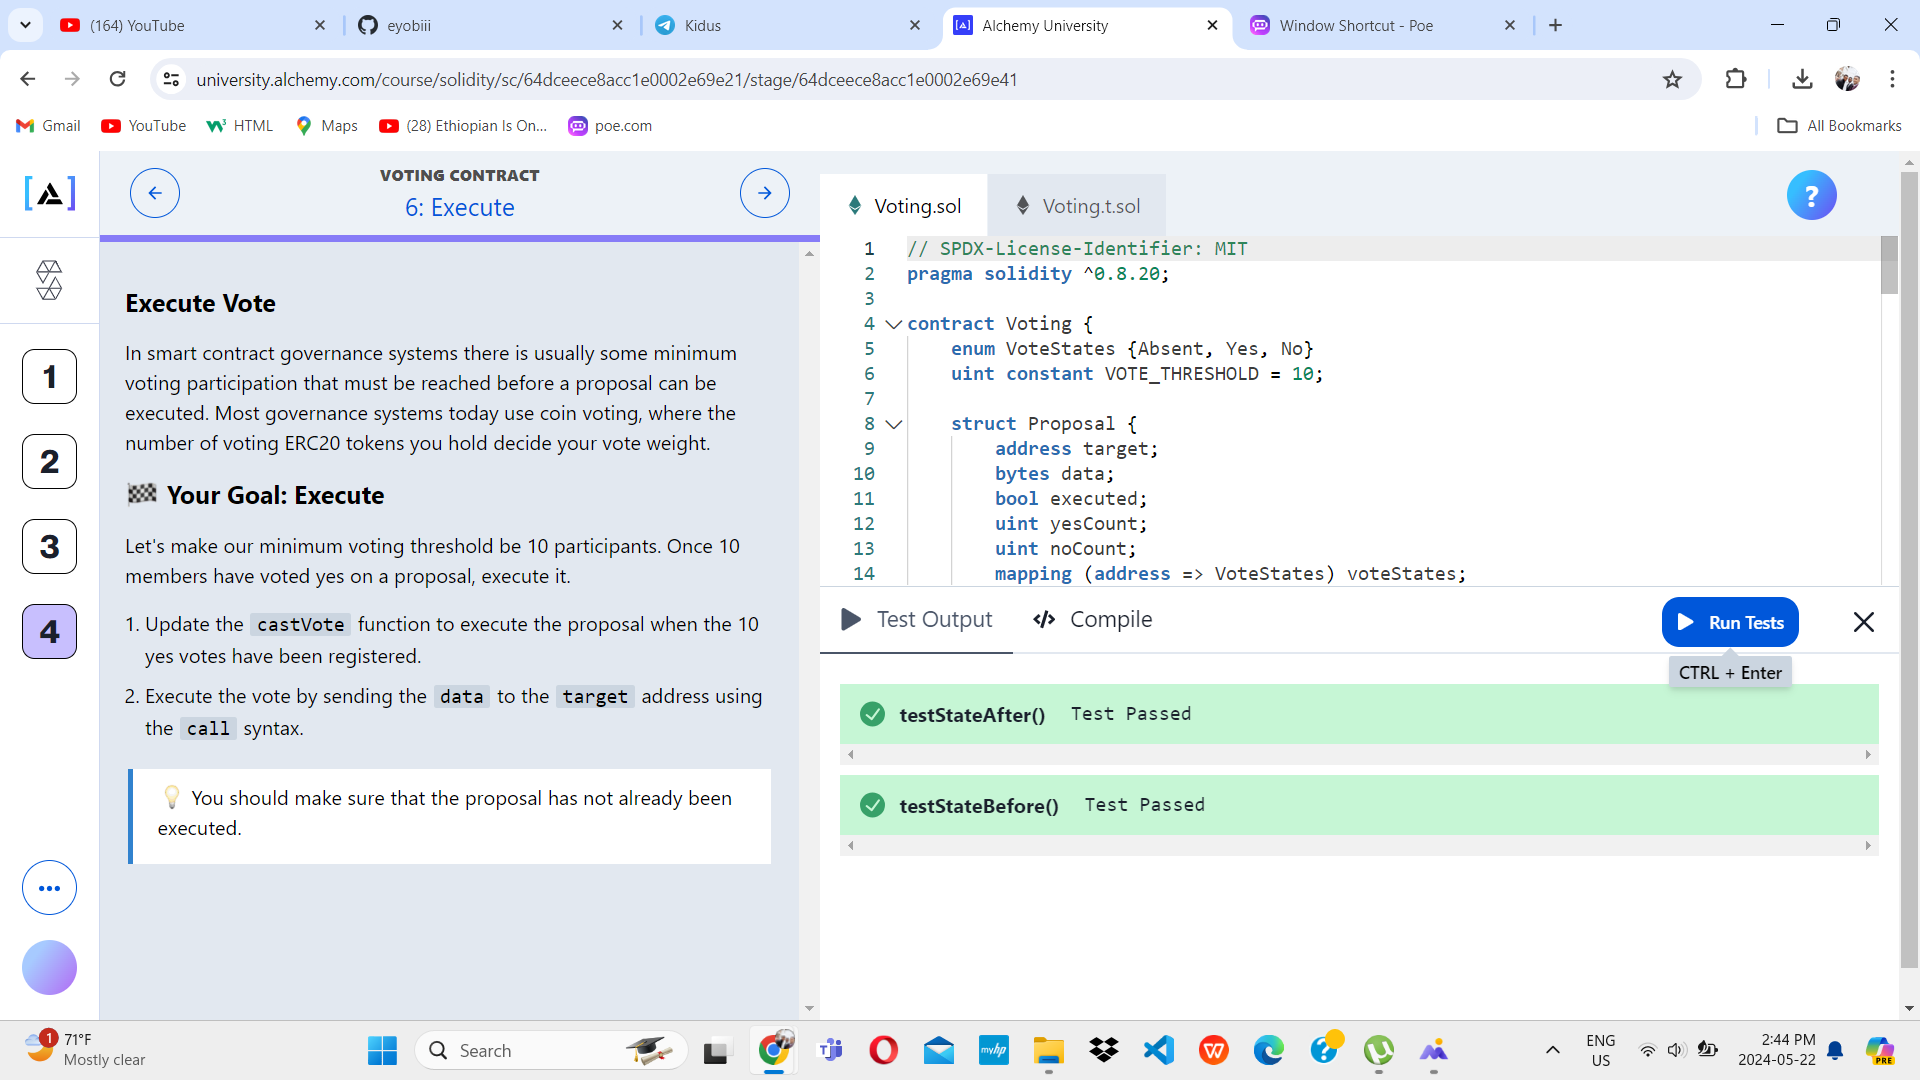 (164) YouTube
eyobiii
Kidus
Alchemy University
Window Shortcut - Poe
university.alchemy.com/course/solidity/sc/64dceece8acc1e0002e69e21/stage/64dceece8acc1e0002e69e41
Gmail
YouTube
HTML
Maps
(28) Ethiopian Is On...
poe.com
All Bookmarks
VOTING CONTRACT
6: Execute
1
2
3
4
Execute Vote
In smart contract governance systems there is usually some minimum
voting participation that must be reached before a proposal can be
executed. Most governance systems today use coin voting, where the
number of voting ERC20 tokens you hold decide your vote weight.
Your Goal: Execute
Let's make our minimum voting threshold be 10 participants. Once 10
members have voted yes on a proposal, execute it.
1. Update the castVote function to execute the proposal when the 10
yes votes have been registered.
2. Execute the vote by sending the data to the target address using
the call syntax.
You should make sure that the proposal has not already been
executed.
Voting.sol
Voting.t.sol
?
1 // SPDX-License-Identifier: MIT
2 pragma solidity ^0.8.20;
3
4 contract Voting {
5 enum VoteStates {Absent, Yes, No}
6 uint constant VOTE_THRESHOLD = 10;
7
8 struct Proposal {
9 address target;
10 bytes data;
11 bool executed;
12 uint yesCount;
13 uint noCount;
14 mapping (address => VoteStates) voteStates;
Test Output
Compile
Run Tests
CTRL + Enter
testStateAfter() Test Passed
testStateBefore() Test Passed
1
71°F
Mostly clear
Search
myhp
ENG
US
2:44 PM
2024-05-22
PRE